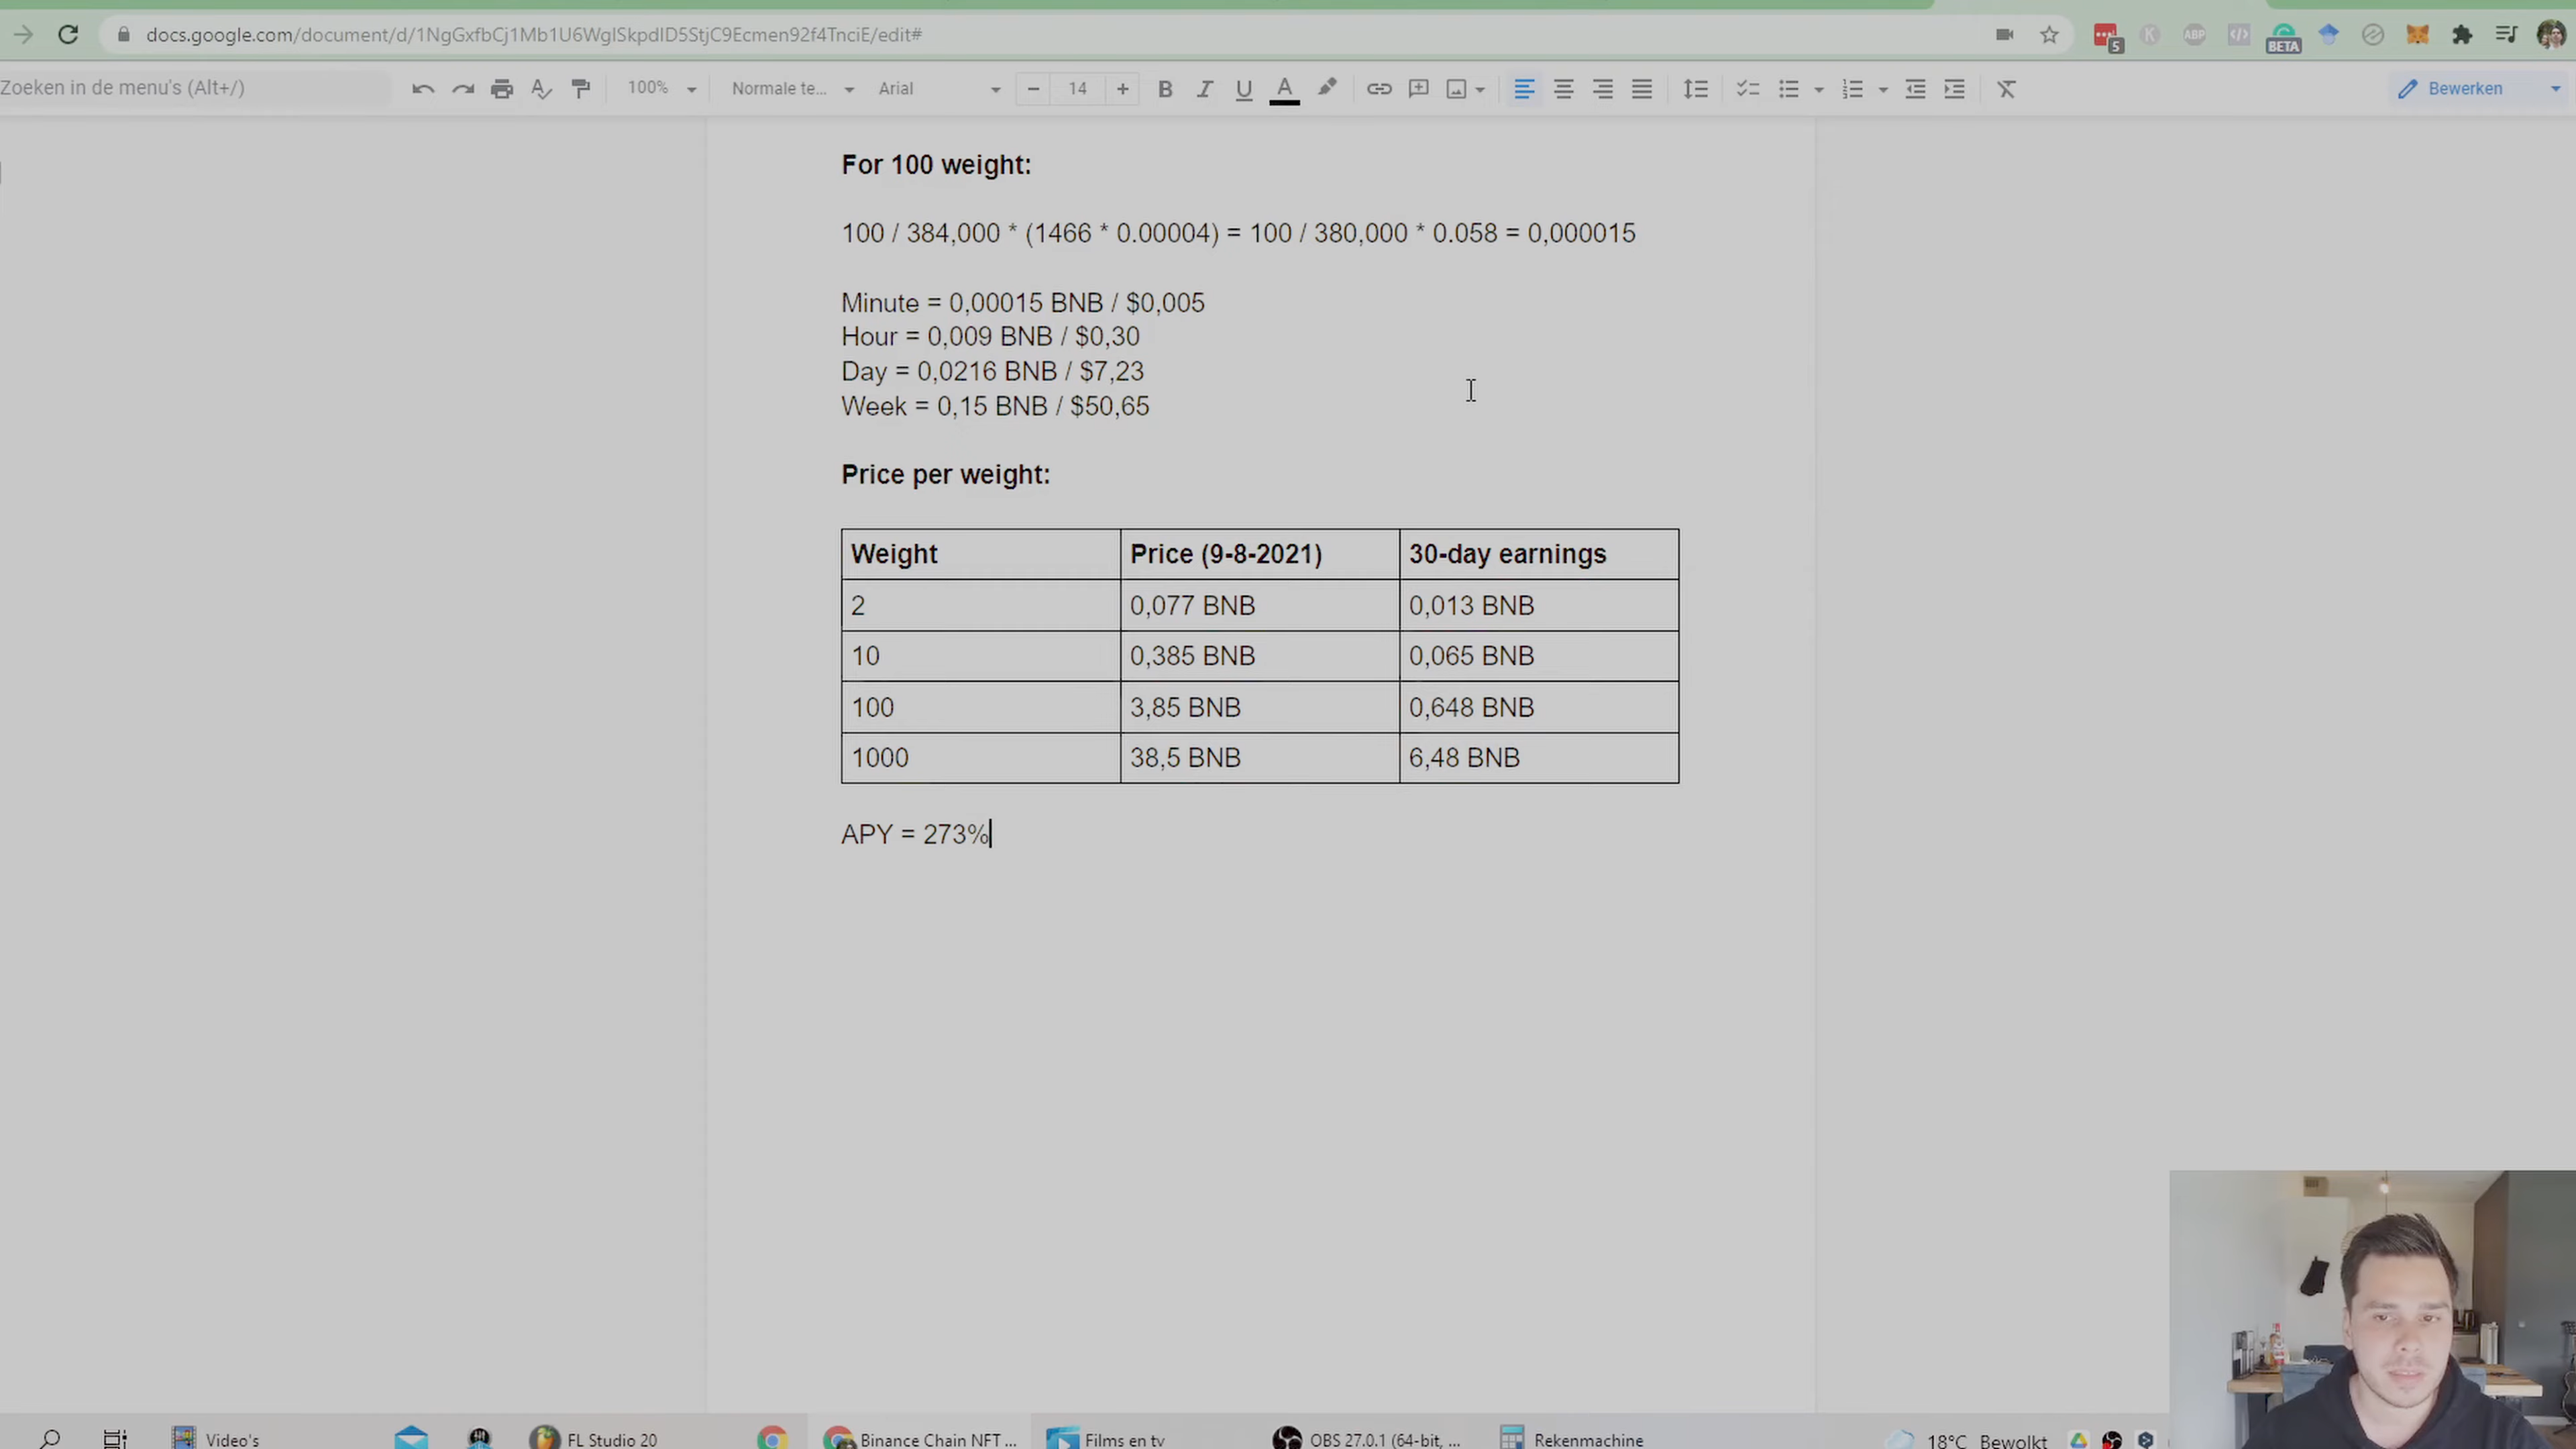 docs.google.com/document/d/1NgGxfbCj1Mb1U6WgISkpdID5StjC9Ecmen92f4TnciE/edit#
5
K
ABP
BETA
Zoeken in de menu's (Alt+/)
100%
Normale te...
Arial
14
Bewerken
For 100 weight:
100 / 384,000 * (1466 * 0.00004) = 100 / 380,000 * 0.058 = 0,000015
Minute = 0,00015 BNB / $0,005
Hour = 0,009 BNB / $0,30
Day = 0,0216 BNB / $7,23
Week = 0,15 BNB / $50,65
Price per weight:
Weight Price (9-8-2021) 30-day earnings
2 0,077 BNB 0,013 BNB
10 0,385 BNB 0,065 BNB
100 3,85 BNB 0,648 BNB
1000 38,5 BNB 6,48 BNB
APY = 273%
Video's
FL Studio 20
Binance Chain NFT ...
Films en tv
OBS 27.0.1 (64-bit, ...
Rekenmachine
18°C Bewolkt